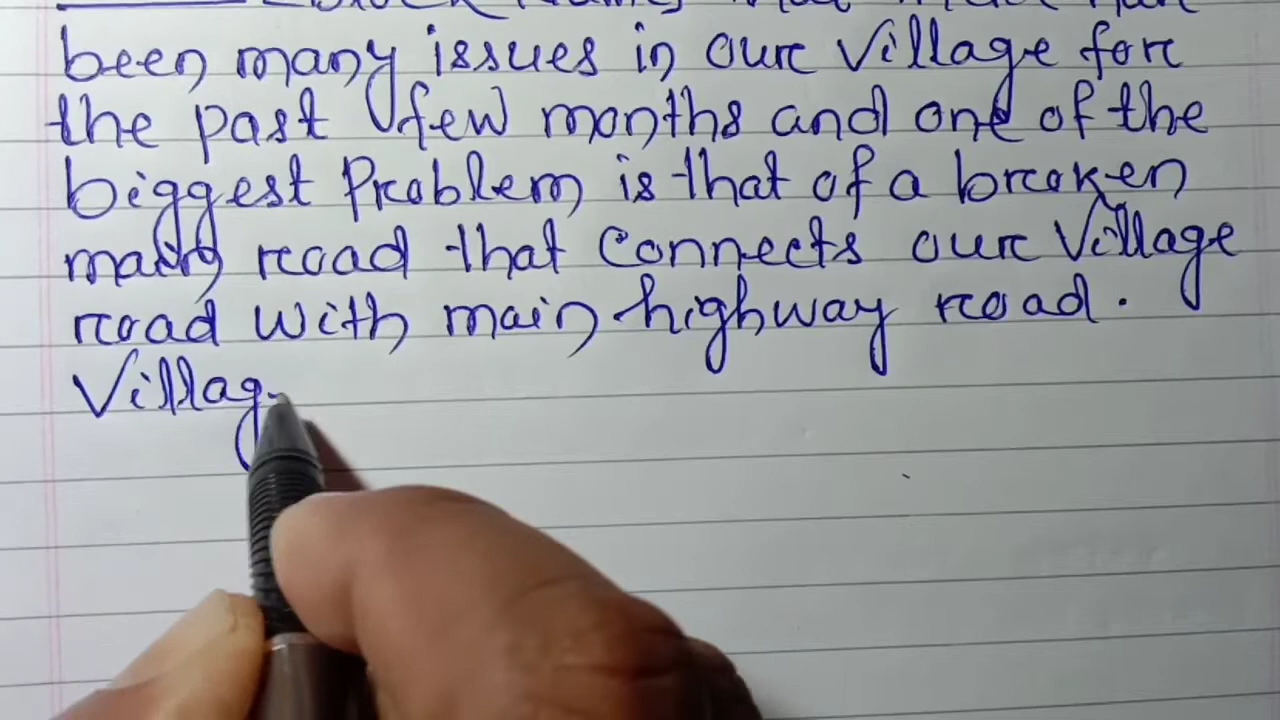 been many issues in our Village for
the past few months and one of the
biggest Problem is that of a broken
main road that connects our Village
road with main highway road.
Villag